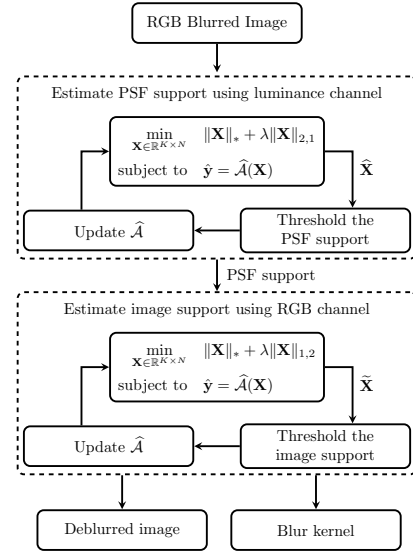 RGB Blurred Image
Estimate PSF support using luminance channel
min ‖𝐗‖∗ + λ‖𝐗‖₂,₁
𝐗∈ℝ^{K×N}
subject to ŷ = 𝒜̂(𝐗)
𝐗̂
Update 𝒜̂
Threshold the
PSF support
PSF support
Estimate image support using RGB channel
min ‖𝐗‖∗ + λ‖𝐗‖₁,₂
𝐗∈ℝ^{K×N}
subject to ŷ = 𝒜̂(𝐗)
𝐗̃
Update 𝒜̂
Threshold the
image support
Deblurred image
Blur kernel